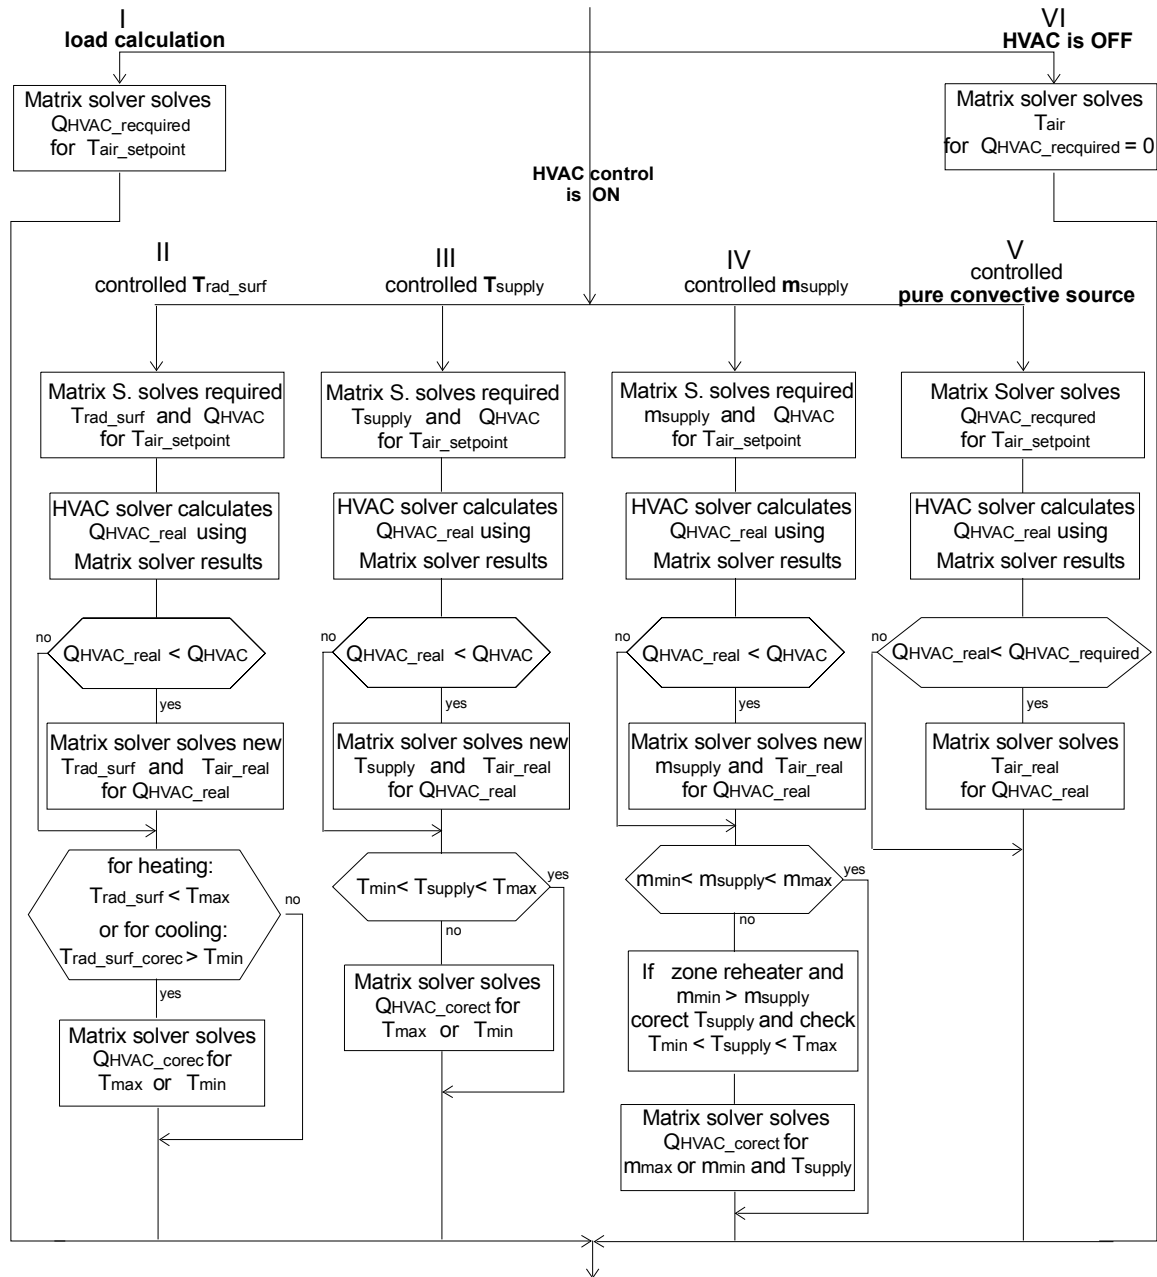 I
load calculation
VI
HVAC is OFF
Matrix solver solves
QHVAC_recquired
for Tair_setpoint
Matrix solver solves
Tair
for QHVAC_recquired = 0
HVAC control
is ON
II
controlled Trad_surf
III
controlled Tsupply
IV
controlled msupply
V
controlled
pure convective source
Matrix S. solves required
Trad_surf and QHVAC
for Tair_setpoint
Matrix S. solves required
Tsupply and QHVAC
for Tair_setpoint
Matrix S. solves required
msupply and QHVAC
for Tair_setpoint
Matrix Solver solves
QHVAC_recqured
for Tair_setpoint
HVAC solver calculates
QHVAC_real using
Matrix solver results
HVAC solver calculates
QHVAC_real using
Matrix solver results
HVAC solver calculates
QHVAC_real using
Matrix solver results
HVAC solver calculates
QHVAC_real using
Matrix solver results
no
QHVAC_real < QHVAC
yes
no
QHVAC_real < QHVAC
yes
no
QHVAC_real < QHVAC
yes
no
QHVAC_real< QHVAC_required
yes
Matrix solver solves new
Trad_surf and Tair_real
for QHVAC_real
Matrix solver solves new
Tsupply and Tair_real
for QHVAC_real
Matrix solver solves new
msupply and Tair_real
for QHVAC_real
Matrix solver solves
Tair_real
for QHVAC_real
for heating:
Trad_surf < Tmax
or for cooling:
Trad_surf_corec> Tmin
no
yes
Tmin< Tsupply< Tmax
yes
no
mmin< msupply< mmax
yes
no
Matrix solver solves
QHVAC_corec for
Tmax or Tmin
Matrix solver solves
QHVAC_corect for
Tmax or Tmin
If zone reheater and
mmin > msupply
corect Tsupply and check
Tmin < Tsupply < Tmax
Matrix solver solves
QHVAC_corect for
mmax or mmin and Tsupply